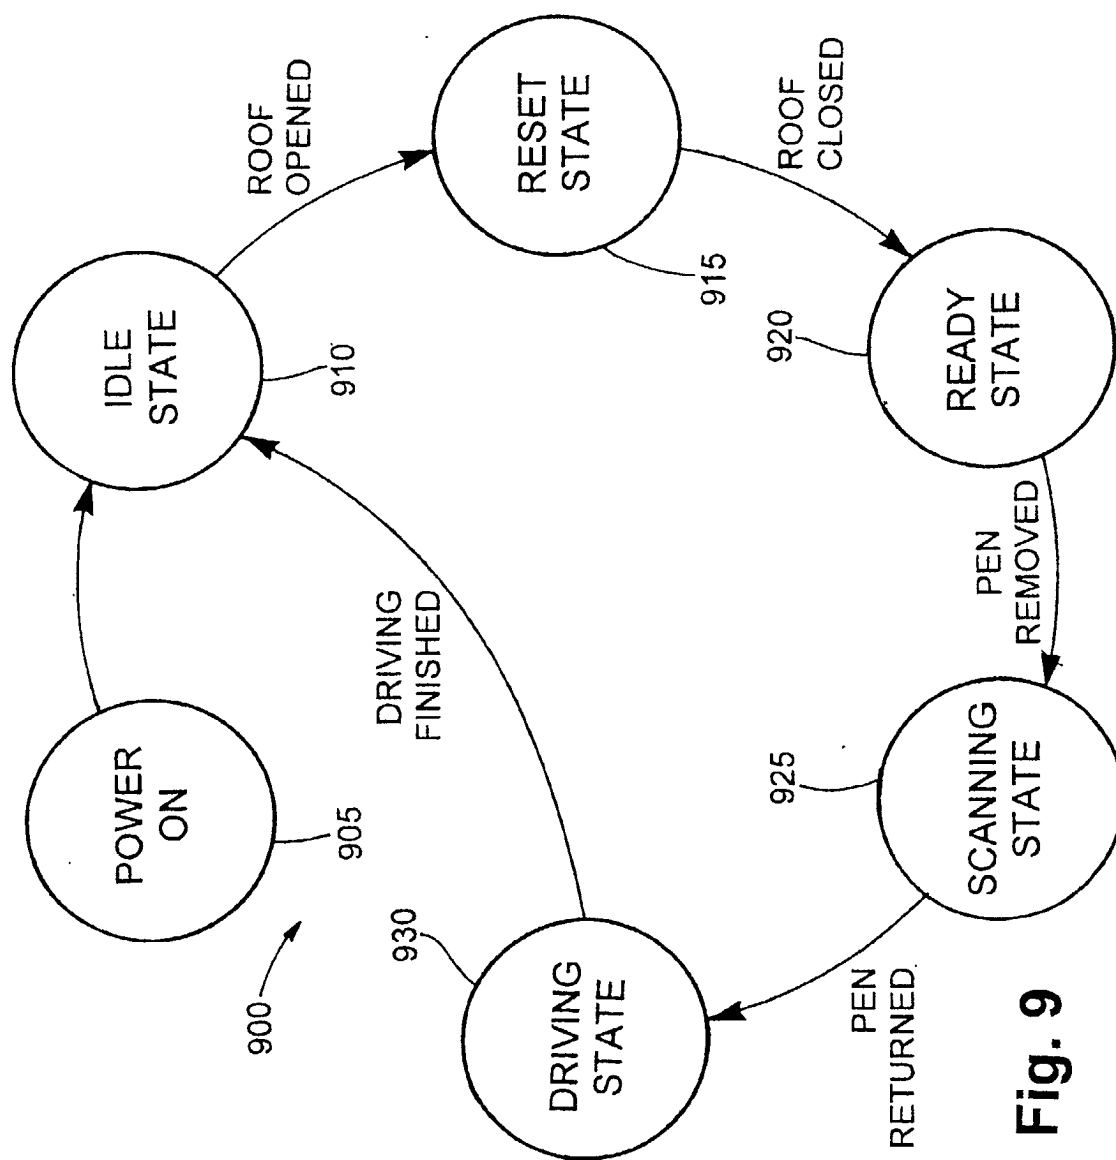 900
POWER
ON
905
IDLE
STATE
910
ROOF
OPENED
RESET
STATE
915
ROOF
CLOSED
READY
STATE
920
PEN
REMOVED
SCANNING
STATE
925
PEN
RETURNED
DRIVING
STATE
930
DRIVING
FINISHED
Fig. 9